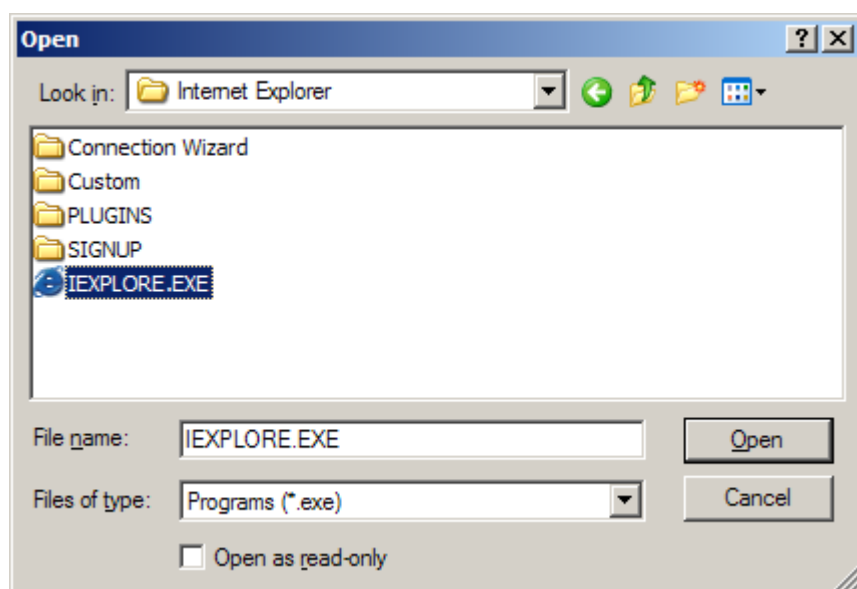 Open
Look in: Internet Explorer
Connection Wizard
Custom
PLUGINS
SIGNUP
IEXPLORE.EXE
File name: IEXPLORE.EXE Open
Files of type: Programs (*.exe) Cancel
Open as read-only